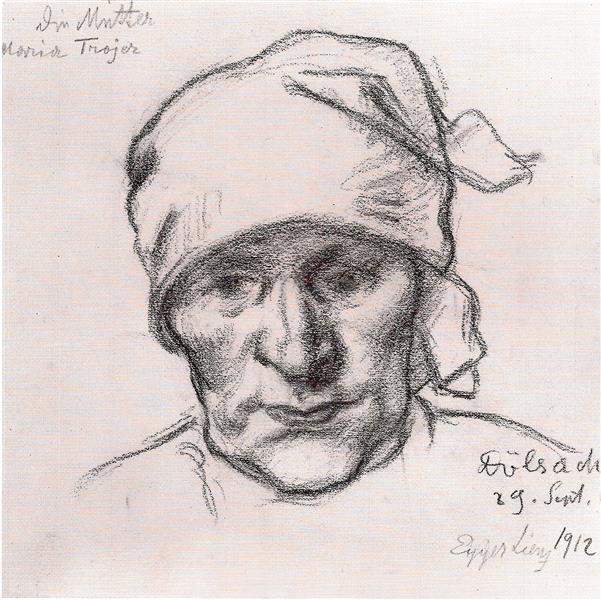 Die Mutter
Maria Trojer
Dölsach
29. Sept.
Egger Lienz 1912